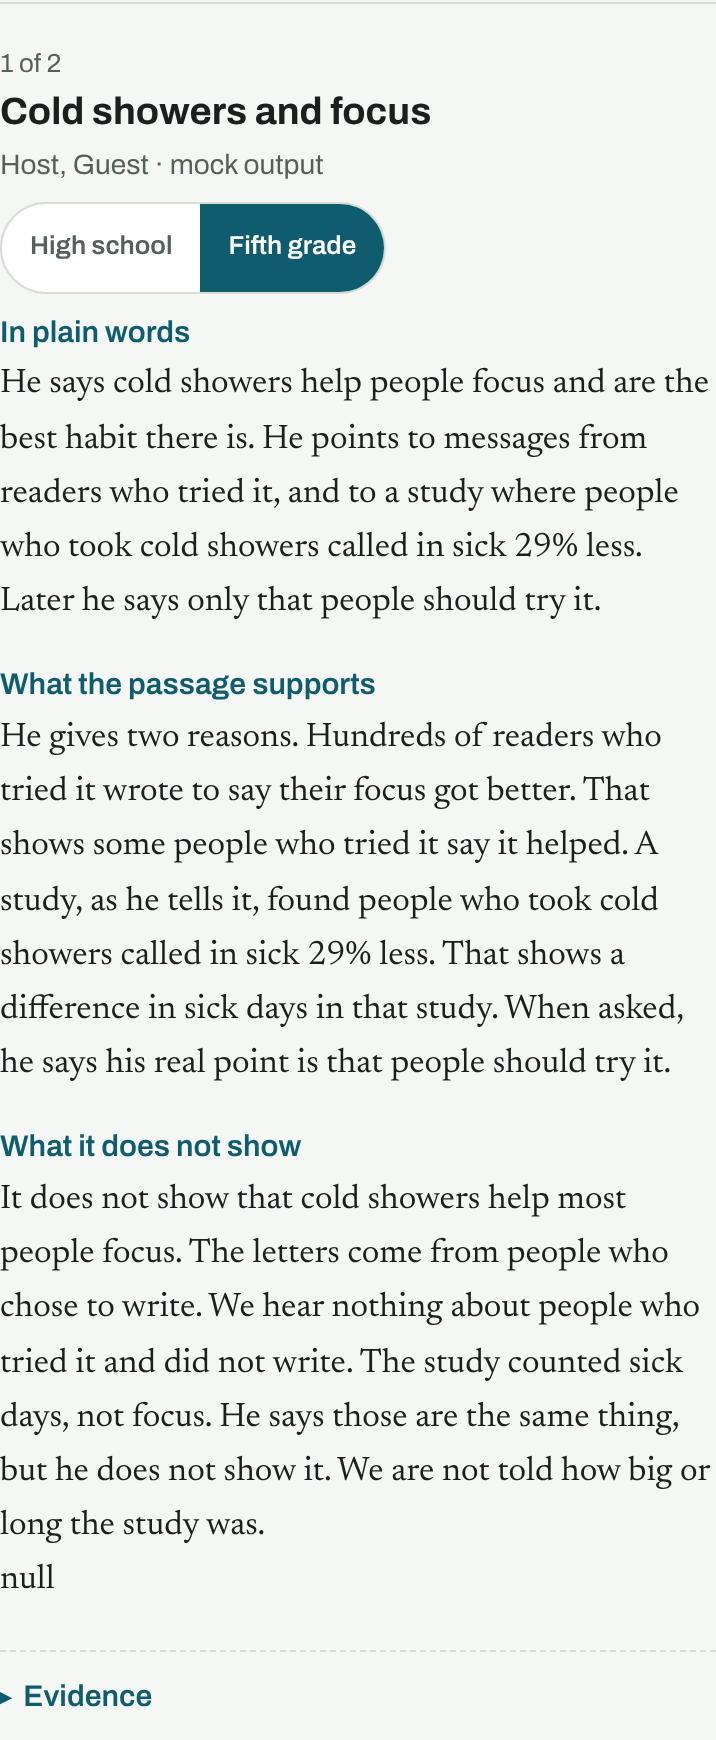 1 of 2
Cold showers and focus
Host, Guest · mock output
High school Fifth grade
In plain words
He says cold showers help people focus and are the
best habit there is. He points to messages from
readers who tried it, and to a study where people
who took cold showers called in sick 29% less.
Later he says only that people should try it.
What the passage supports
He gives two reasons. Hundreds of readers who
tried it wrote to say their focus got better. That
shows some people who tried it say it helped. A
study, as he tells it, found people who took cold
showers called in sick 29% less. That shows a
difference in sick days in that study. When asked,
he says his real point is that people should try it.
What it does not show
It does not show that cold showers help most
people focus. The letters come from people who
chose to write. We hear nothing about people who
tried it and did not write. The study counted sick
days, not focus. He says those are the same thing,
but he does not show it. We are not told how big or
long the study was.
null
▸ Evidence